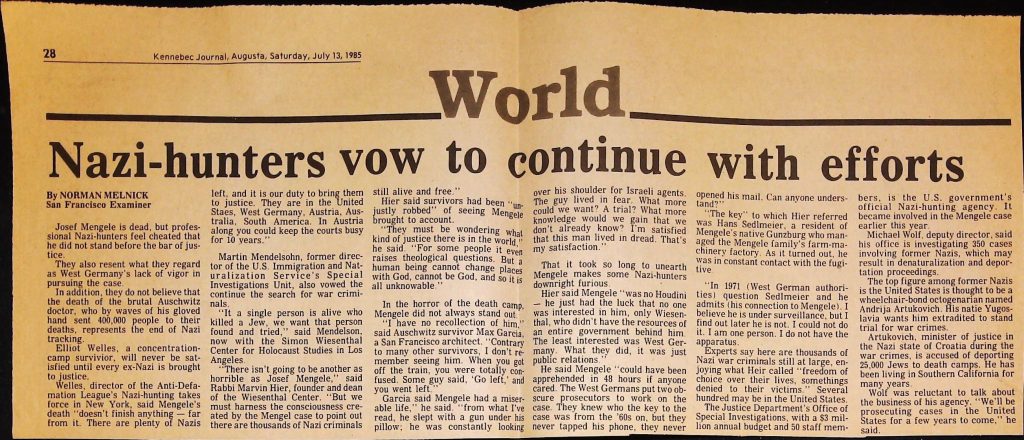 28
Kennebec Journal, Augusta, Saturday, July 13, 1985
World
Nazi-hunters vow to continue with efforts
By NORMAN MELNICK
San Francisco Examiner
Josef Mengele is dead, but profes-
sional Nazi-hunters feel cheated that
he did not stand before the bar of jus-
tice.
They also resent what they regard
as West Germany's lack of vigor in
pursuing the case.
In addition, they do not believe that
the death of the brutal Auschwitz
doctor, who by waves of his gloved
hand sent 400,000 people to their
deaths, represents the end of Nazi
tracking.
Elliot Welles, a concentration-
camp survivior, will never be sat-
isfied until every ex-Nazi is brought
to justice.
Welles, director of the Anti-Defa-
mation League's Nazi-hunting takes
force in New York, said Mengele's
death "doesn't finish anything — far
from it. There are plenty of Nazis
left, and it is our duty to bring them
to justice. They are in the United
Staes, West Germany, Austria, Aus-
tralia, South America. In Austria
along you could keep the courts busy
for 10 years."
Martin Mendelsohn, former direc-
tor of the U.S. Immigration and Nat-
uralization Service's Special
Investigations Unit, also vowed the
continue the search for war crimi-
nals.
"It a single person is alive who
killed a Jew, we want that person
found and tried," said Mendelson,
now with the Simon Wiesenthal
Center for Holocaust Studies in Los
Angeles.
"There isn't going to be another as
horrible as Josef Mengele," said
Rabbi Marvin Hier, founder and dean
of the Wiesenthal Center. "But we
must harness the consciousness cre-
ated by the Mengel case to point out
there are thousands of Nazi criminals
still alive and free."
Hier said survivors had been "un-
justly robbed" of seeing Mengele
brought to account.
"They must be wondering what
kind of justice there is in the world,"
he said. "For some people it even
raises theological questions. But a
human being cannot change places
with God, cannot be God, and so it is
all unknowable."
In the horror of the death camp,
Mengele did not always stand out.
"I have no recollection of him,"
said Auschwitz survivor Max Garcia,
a San Francisco architect. "Contrary
to many other survivors, I don't re-
member seeing him. When you got
off the train, you were totally con-
fused. Some guy said, 'Go left,' and
you went left."
Garcia said Mengele had a miser-
able life," he said. "from what I've
read, he slept with a gun under his
pillow; he was constantly looking
over his shoulder for Israeli agents.
The guy lived in fear. What more
could we want? A trial? What more
knowledge would we gain that we
don't already know? I'm satisfied
that this man lived in dread. That's
my satisfaction."
That it took so long to unearth
Mengele makes some Nazi-hunters
downright furious.
Hier said Mengele "was no Houdini
— he just had the luck that no one
was interested in him, only Wiesen-
thal, who didn't have the resources of
an entire government behind him.
The least interested was West Ger-
many. What they did, it was just
public relations."
He said Mengele "could have been
apprehended in 48 hours if anyone
cared. The West Germans put two ob-
scure prosecutors to work on the
case. They knew who the key to the
case was from the '60s on, but they
never tapped his phone, they never
opened his mail. Can anyone unders-
tand?"
"The key" to which Hier referred
was Hans Sedlmeier, a resident of
Mengele's native Gunzburg who man-
aged the Mengele family's farm-ma-
chinery factory. As it turned out, he
was in constant contact with the fugi-
tive
"In 1971 (West German authori-
ties) question Sedlmeier and he
admits (his connection to Mengele). I
believe he is under surveillance, but I
find out later he is not. I could not do
it. I am one person. I do not have the
apparatus.
Experts say here are thousands of
Nazi war criminals still at large, en-
joying what Heir called "freedom of
choice over their lives, somethings
denied to their victims." Several
hundred may be in the United States.
The Justice Department's Office of
Special Investigations, with a $3 mil-
lion annual budget and 50 staff mem-
bers, is the U.S. government's
official Nazi-hunting agency. It
became involved in the Mengele case
earlier this year.
Michael Wolf, deputy director, said
his office is investigating 350 cases
involving former Nazis, which may
result in denaturalization and depor-
tation proceedings.
The top figure among former Nazis
in the United States is thought to be a
wheelchair-bond octogenarian named
Andrija Artukovich. His natie Yugos-
lavia wants him extradited to stand
trial for war crimes.
Artukovich, minister of justice in
the Nazi state of Croatia during the
war crimes, is accused of deporting
25,000 Jews to death camps. He has
been living in Southern California for
many years.
Wolf was reluctant to talk about
the business of his agency. "We'll be
prosecuting cases in the United
States for a few years to come," he
said.